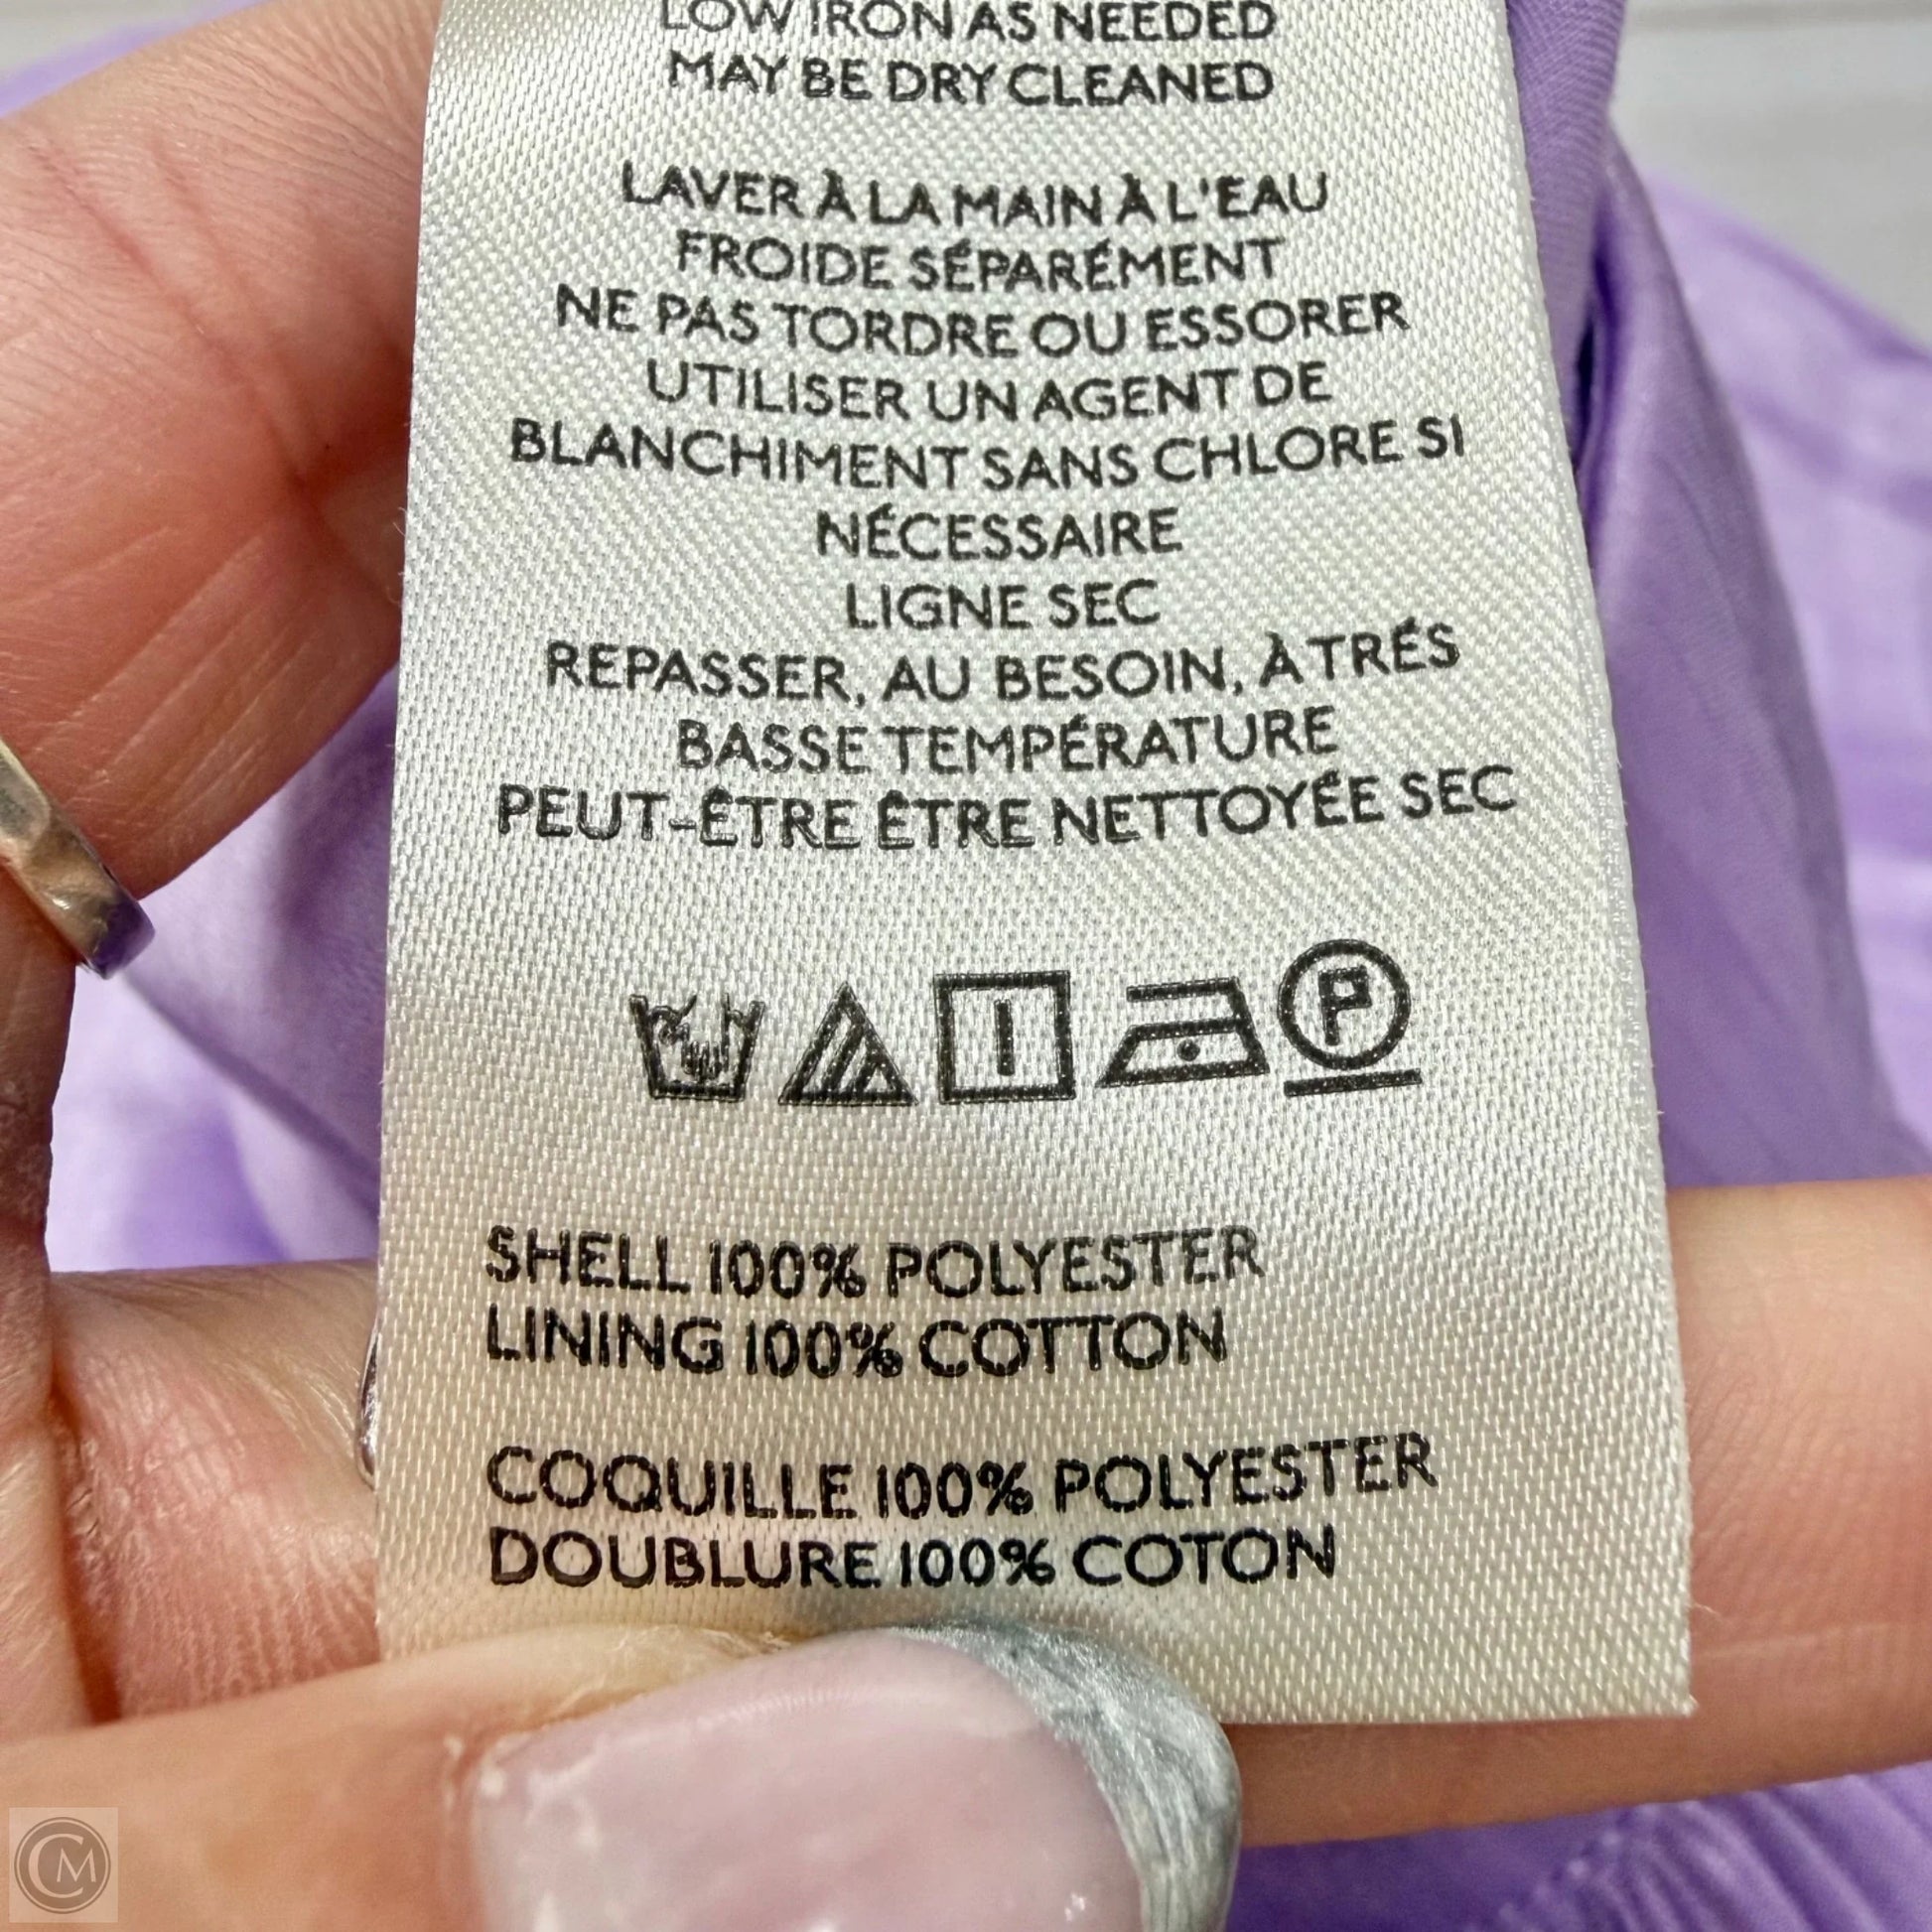 LOW IRON AS NEEDED
MAY BE DRY CLEANED
LAVER À LA MAIN À L'EAU
FROIDE SÉPARÉMENT
NE PAS TORDRE OU ESSORER
UTILISER UN AGENT DE
BLANCHIMENT SANS CHLORE SI
NÉCESSAIRE
LIGNE SEC
REPASSER, AU BESOIN, À TRÉS
BASSE TEMPÉRATURE
PEUT-ÊTRE ÊTRE NETTOYÉE SEC
P
SHELL 100% POLYESTER
LINING 100% COTTON
COQUILLE 100% POLYESTER
DOUBLURE 100% COTON
CM